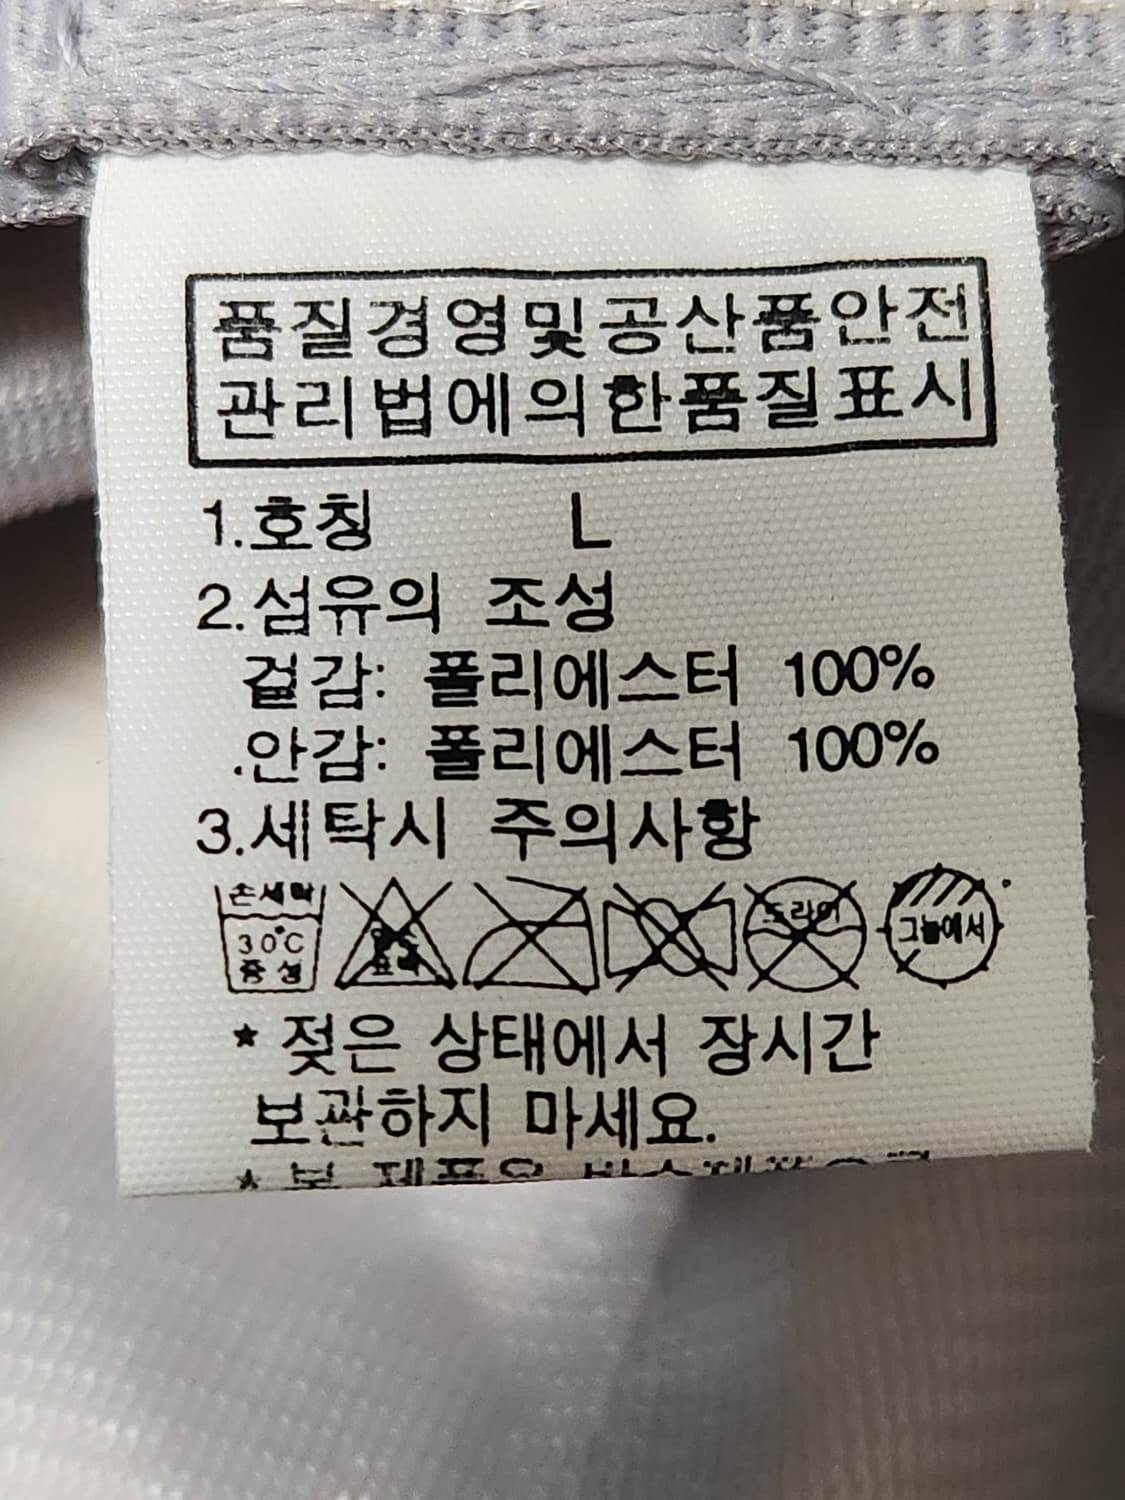 품질경영및공산품안전
관리법에의한품질표시
1.호칭 L
2.섬유의 조성
겉감: 폴리에스터 100%
.안감: 폴리에스터 100%
3.세탁시 주의사항
손세탁
30°C
중성
드라이
그늘에서
* 젖은 상태에서 장시간
보관하지 마세요.
* 본 제품은